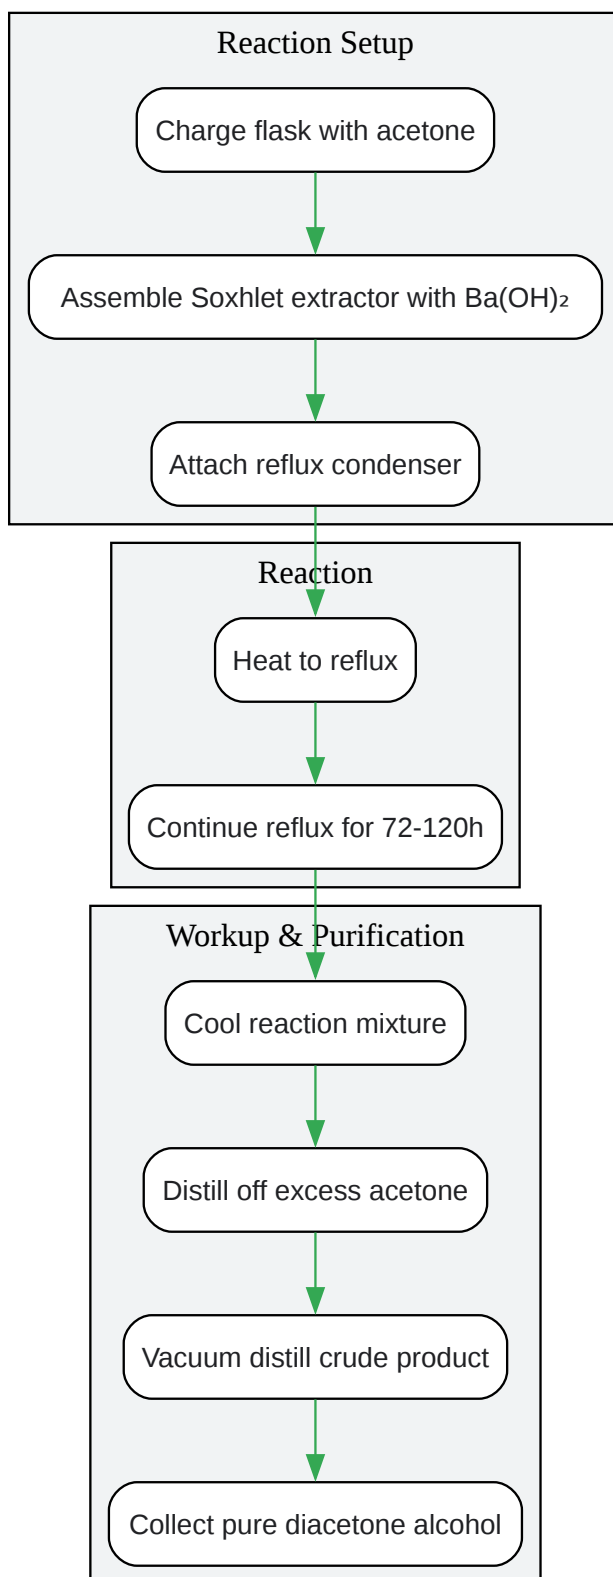 Reaction Setup
Charge flask with acetone
Assemble Soxhlet extractor with Ba(OH)₂
Attach reflux condenser
Reaction
Heat to reflux
Continue reflux for 72-120h
Workup & Purification
Cool reaction mixture
Distill off excess acetone
Vacuum distill crude product
Collect pure diacetone alcohol